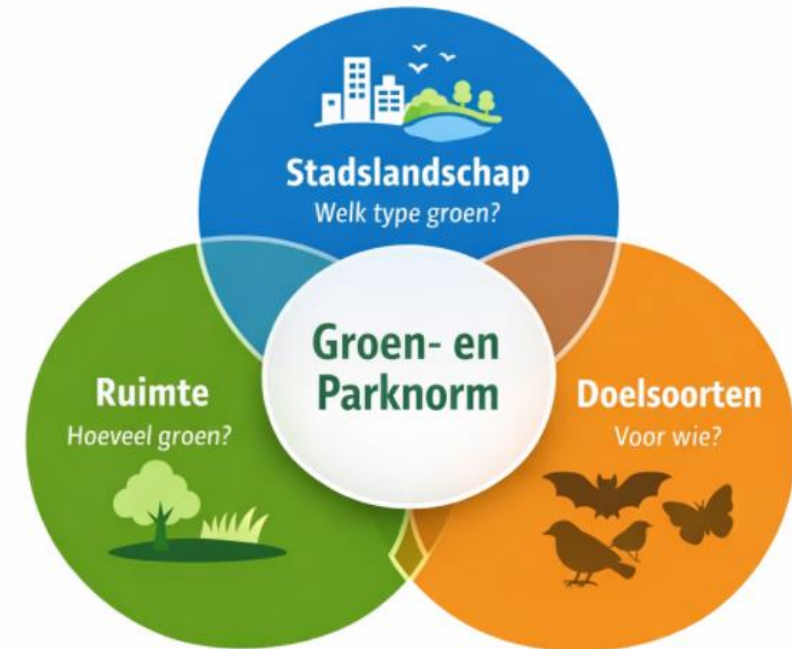 Stadslandschap
Welk type groen?
Groen- en
Parknorm
Ruimte
Hoeveel groen?
Doelsoorten
Voor wie?